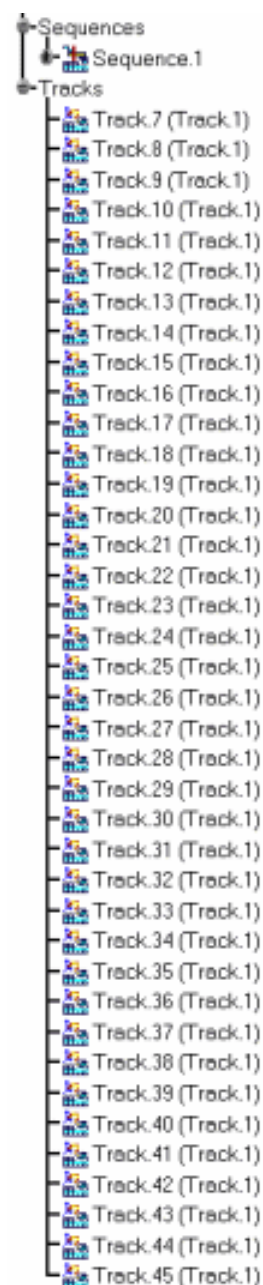 Sequences
Sequence.1
Tracks
Track.7 (Track.1)
Track.8 (Track.1)
Track.9 (Track.1)
Track.10 (Track.1)
Track.11 (Track.1)
Track.12 (Track.1)
Track.13 (Track.1)
Track.14 (Track.1)
Track.15 (Track.1)
Track.16 (Track.1)
Track.17 (Track.1)
Track.18 (Track.1)
Track.19 (Track.1)
Track.20 (Track.1)
Track.21 (Track.1)
Track.22 (Track.1)
Track.23 (Track.1)
Track.24 (Track.1)
Track.25 (Track.1)
Track.26 (Track.1)
Track.27 (Track.1)
Track.28 (Track.1)
Track.29 (Track.1)
Track.30 (Track.1)
Track.31 (Track.1)
Track.32 (Track.1)
Track.33 (Track.1)
Track.34 (Track.1)
Track.35 (Track.1)
Track.36 (Track.1)
Track.37 (Track.1)
Track.38 (Track.1)
Track.39 (Track.1)
Track.40 (Track.1)
Track.41 (Track.1)
Track.42 (Track.1)
Track.43 (Track.1)
Track.44 (Track.1)
Track.45 (Track.1)